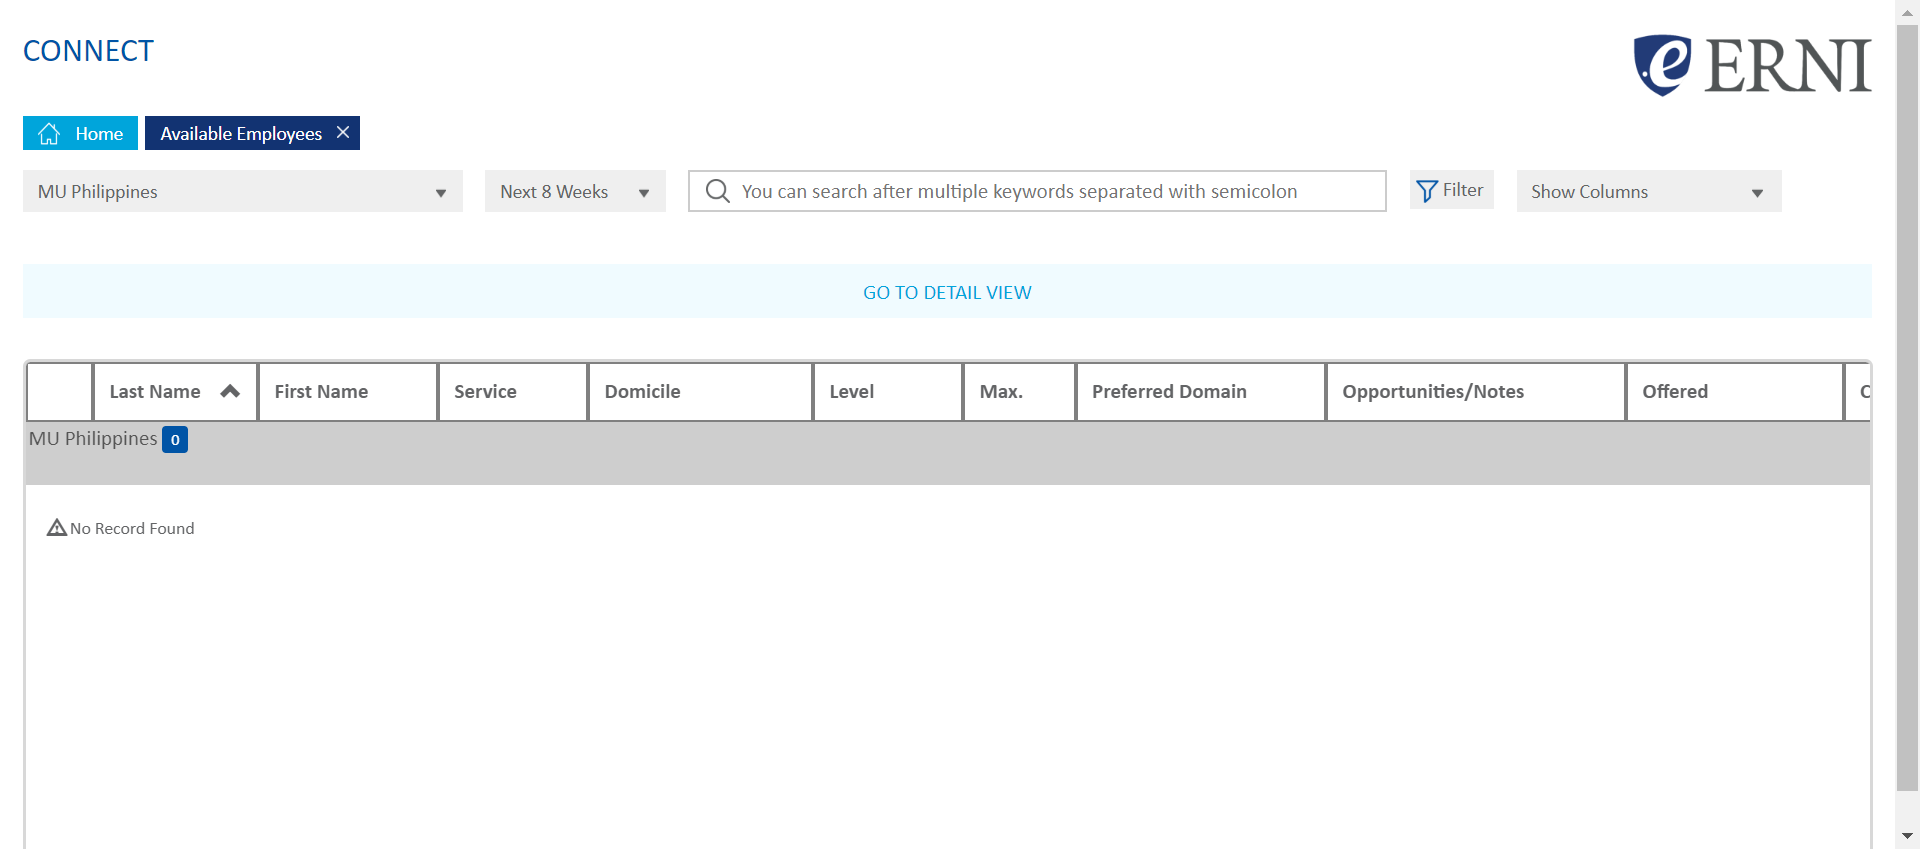 CONNECT
ERNI
Home
Available Employees
MU Philippines
Next 8 Weeks
You can search after multiple keywords separated with semicolon
Filter
Show Columns
GO TO DETAIL VIEW
Last Name
First Name
Service
Domicile
Level
Max.
Preferred Domain
Opportunities/Notes
Offered
MU Philippines 0
No Record Found